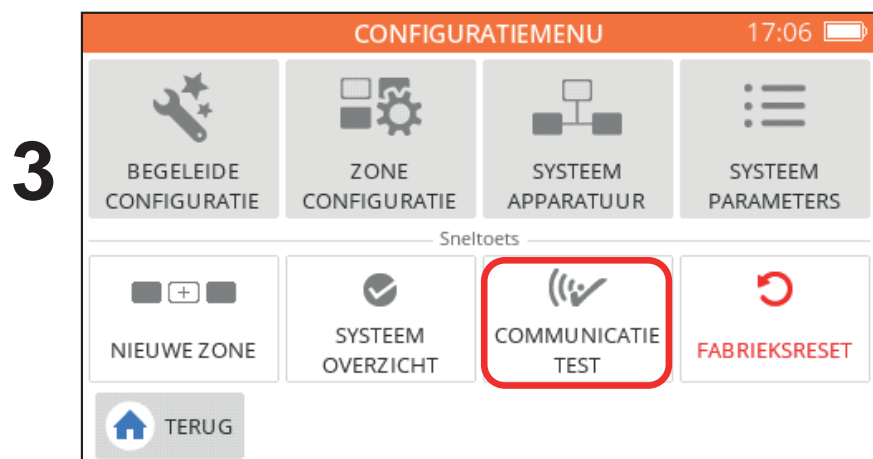 3
CONFIGURATIEMENU 17:06
BEGELEIDE
CONFIGURATIE
ZONE
CONFIGURATIE
SYSTEEM
APPARATUUR
SYSTEEM
PARAMETERS
Sneltoets
NIEUWE ZONE
SYSTEEM
OVERZICHT
COMMUNICATIE
TEST
FABRIEKSRESET
TERUG